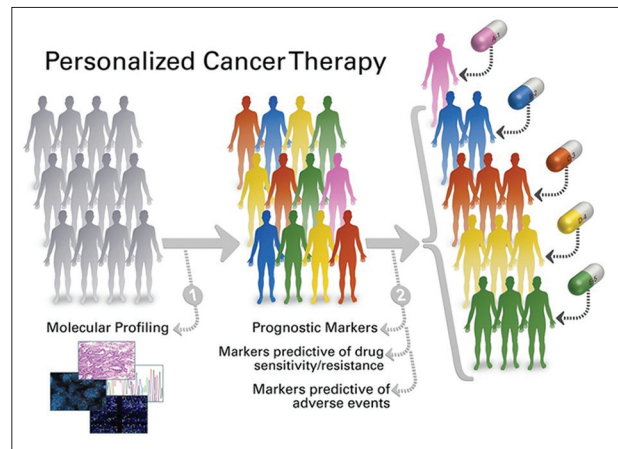 Personalized Cancer Therapy
1
2
Molecular Profiling
Prognostic Markers
Markers predictive of drug
sensitivity/resistance
Markers predictive of
adverse events